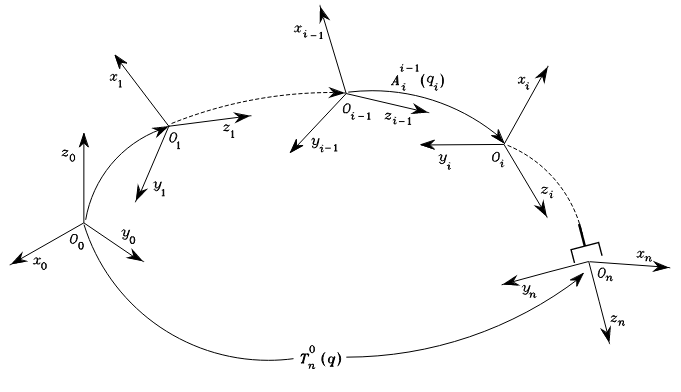 x_{i-1}
A_i^{i-1}(q_i)
x_1
x_i
O_{i-1}
z_{i-1}
z_1
O_1
y_{i-1}
z_0
y_i
O_i
y_1
z_i
O_0
y_0
x_0
x_n
O_n
y_n
z_n
T_n^0(q)